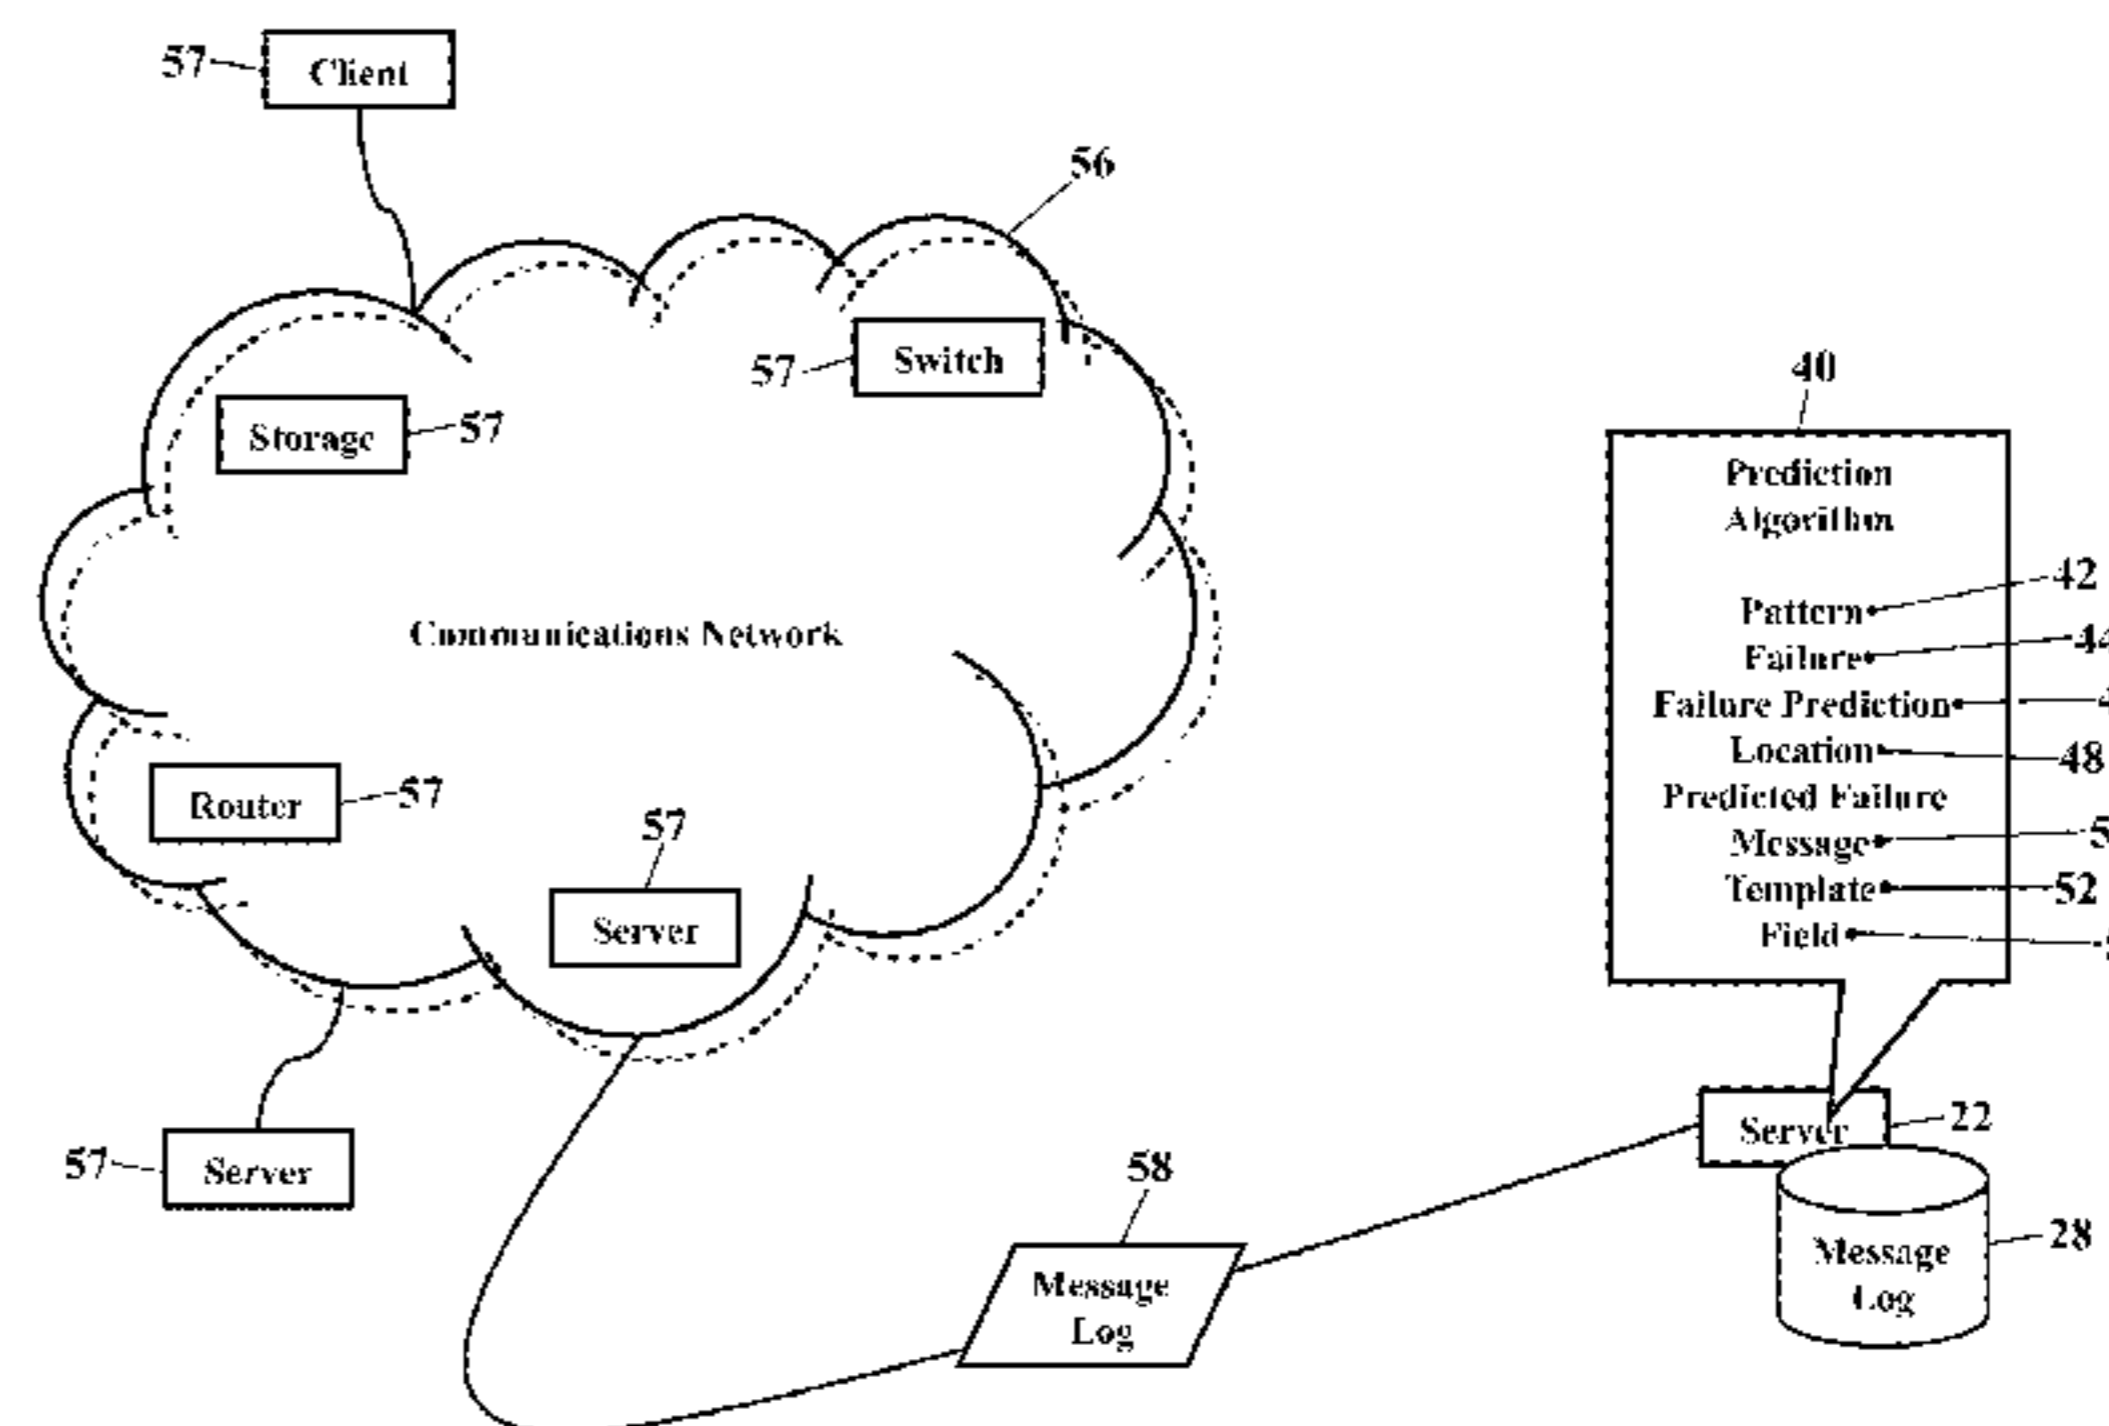 57
Client
56
57
Switch
Storage
57
Communications Network
Router
57
57
Server
57
Server
58
Message
Log
40
Prediction
Algorithm
Pattern
42
Failure
Failure Prediction
Location
48
Predicted Failure
Message
Template
52
Field
Server
22
Message
Log
28